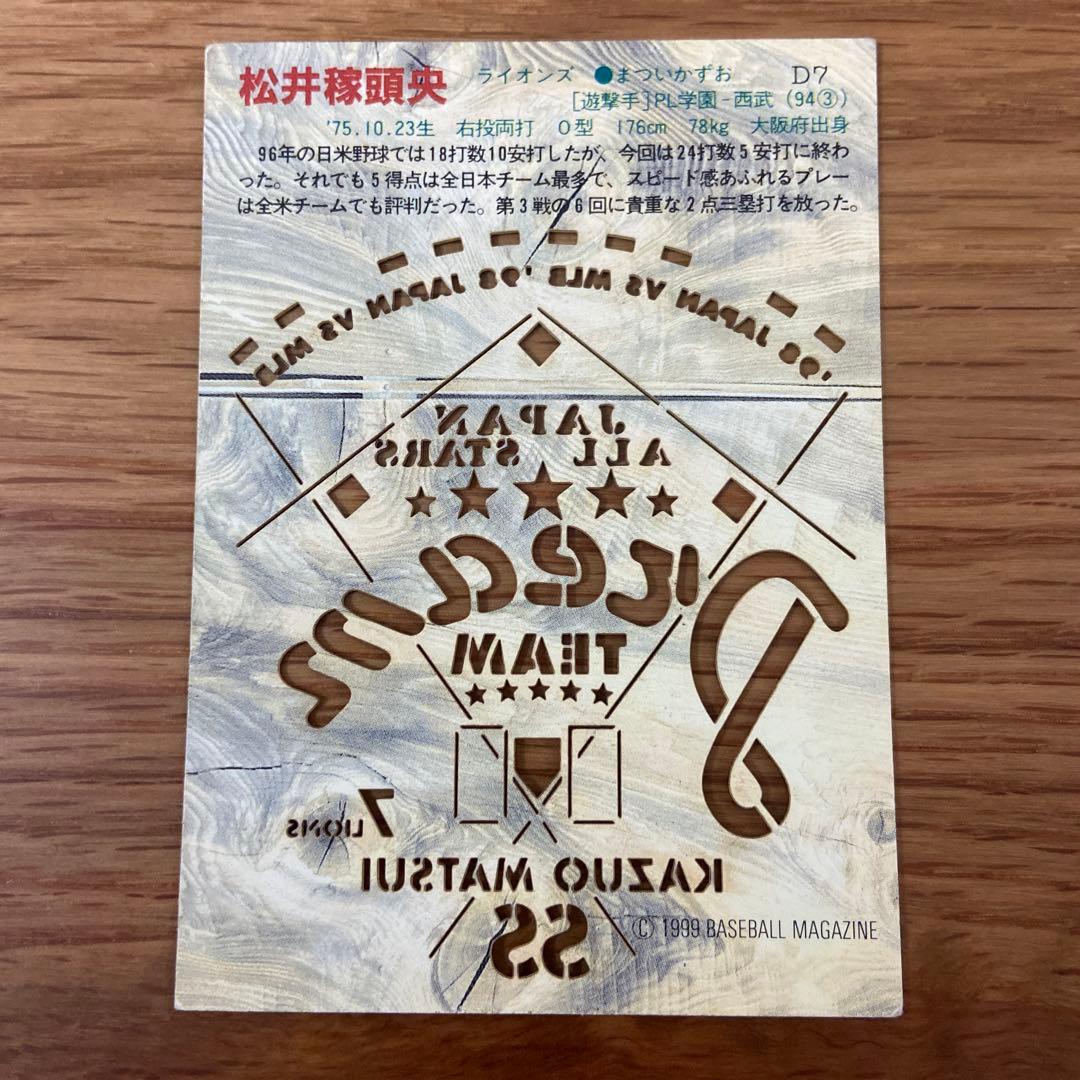 松井稼頭央 ライオンズ ●まついかずお D7
[遊撃手]PL学園-西武 (94③)
'75.10.23生 右投両打 O型 176cm 78kg 大阪府出身
96年の日米野球では18打数10安打したが、今回は24打数5安打に終わ
った。それでも5得点は全日本チーム最多で、スピード感あふれるプレー
は全米チームでも評判だった。第3戦の6回に貴重な2点三塁打を放った。
'98 JAPAN VS MLB '98 JAPAN VS MLB
JAPAN
ALL STARS
Dream
TEAM
7
LIONS
KAZUO MATSUI
SS
© 1999 BASEBALL MAGAZINE